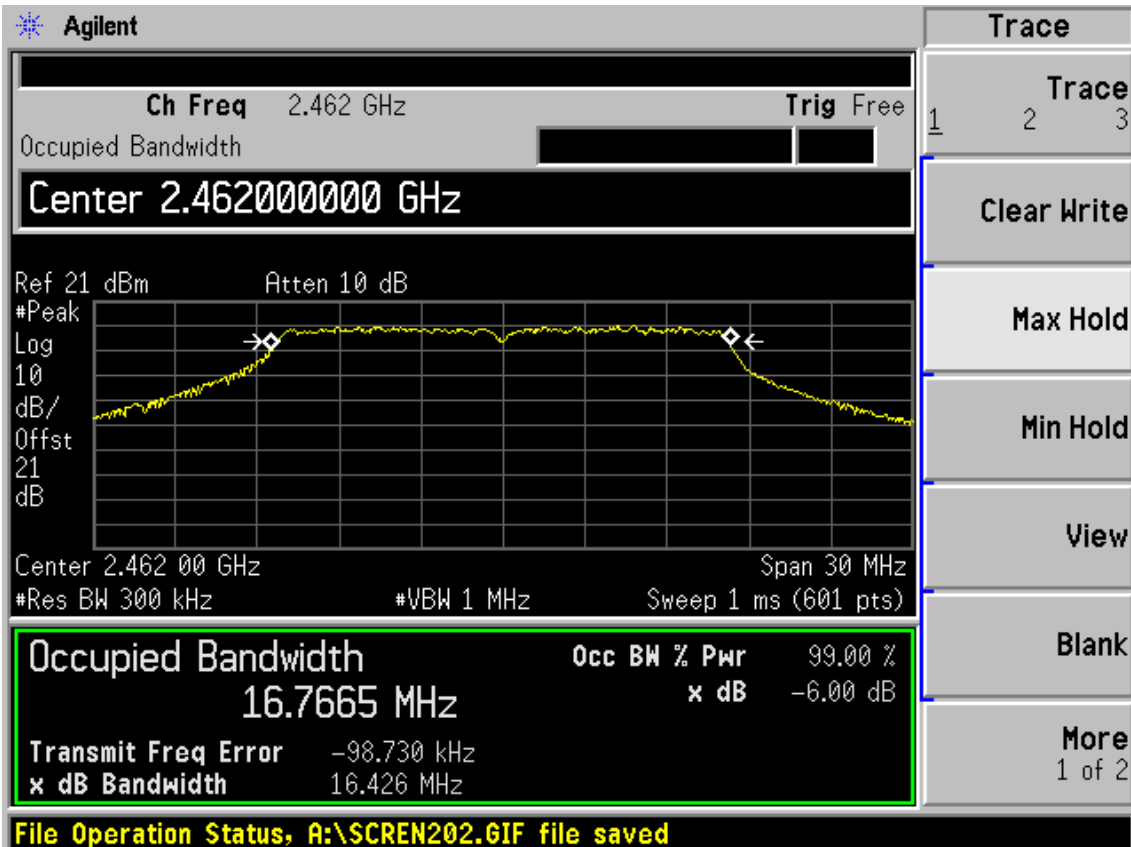 Agilent
Trace
Ch Freq 2.462 GHz Trig Free
Occupied Bandwidth
Center 2.462000000 GHz
Ref 21 dBm Atten 10 dB
#Peak
Log
10
dB/
Offst
21
dB
Center 2.462 00 GHz Span 30 MHz
#Res BW 300 kHz #VBW 1 MHz Sweep 1 ms (601 pts)
Occupied Bandwidth Occ BW % Pwr 99.00 %
16.7665 MHz x dB -6.00 dB
Transmit Freq Error -98.730 kHz
x dB Bandwidth 16.426 MHz
File Operation Status, A:\SCREN202.GIF file saved
Trace
1 2 3
Clear Write
Max Hold
Min Hold
View
Blank
More
1 of 2